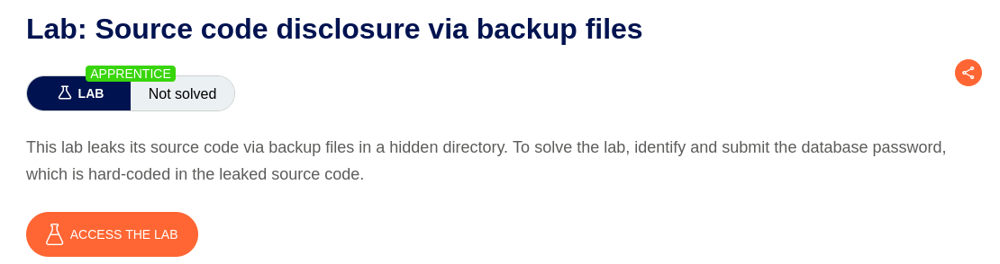 Lab: Source code disclosure via backup files
APPRENTICE
LAB Not solved
This lab leaks its source code via backup files in a hidden directory. To solve the lab, identify and submit the database password,
which is hard-coded in the leaked source code.
ACCESS THE LAB